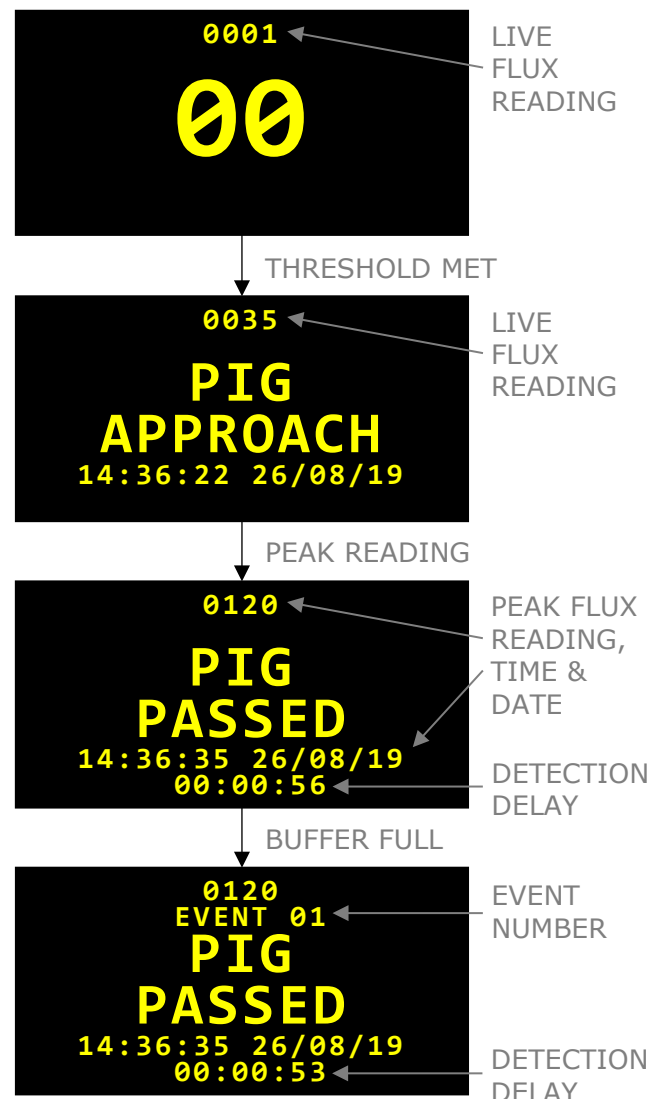 0001
LIVE
FLUX
READING
00
THRESHOLD MET
0035
LIVE
FLUX
READING
PIG
APPROACH
14:36:22 26/08/19
PEAK READING
0120
PEAK FLUX
READING,
TIME &
DATE
PIG
PASSED
14:36:35 26/08/19
00:00:56
DETECTION
DELAY
BUFFER FULL
0120
EVENT 01
EVENT
NUMBER
PIG
PASSED
14:36:35 26/08/19
00:00:53
DETECTION
DELAY